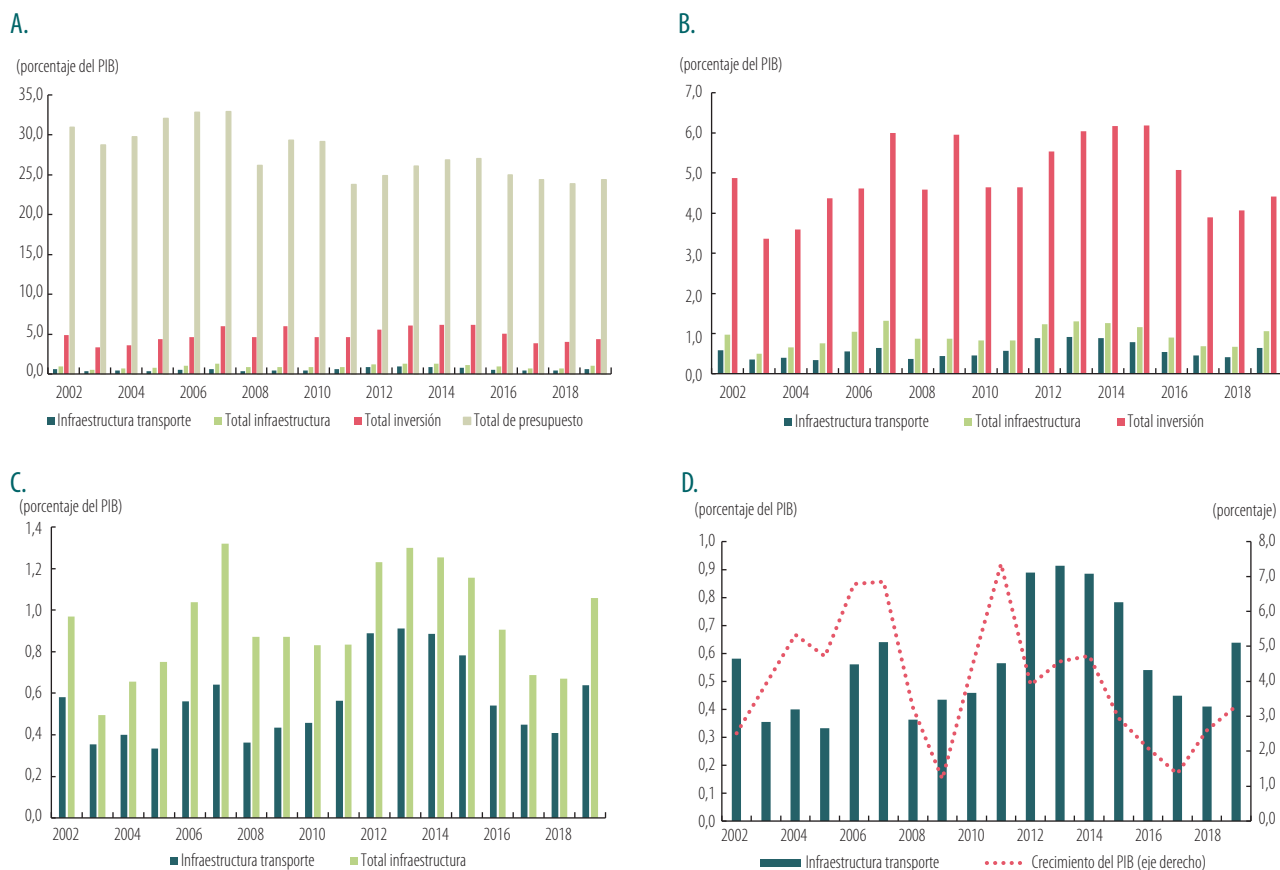 A.
(porcentaje del PIB)
35,0
30,0
25,0
20,0
15,0
10,0
5,0
0,0
2002 2004 2006 2008 2010 2012 2014 2016 2018
Infraestructura transporte Total infraestructura Total inversión Total de presupuesto
B.
(porcentaje del PIB)
7,0
6,0
5,0
4,0
3,0
2,0
1,0
0,0
2002 2004 2006 2008 2010 2012 2014 2016 2018
Infraestructura transporte Total infraestructura Total inversión
C.
(porcentaje del PIB)
1,4
1,2
1,0
0,8
0,6
0,4
0,2
0,0
2002 2004 2006 2008 2010 2012 2014 2016 2018
Infraestructura transporte Total infraestructura
D.
(porcentaje del PIB) (porcentaje)
1,0 8,0
0,9 7,0
0,8 6,0
0,7 5,0
0,6 4,0
0,5 3,0
0,4 2,0
0,3 1,0
0,2 0,0
0,1
0,0
2002 2004 2006 2008 2010 2012 2014 2016 2018
Infraestructura transporte Crecimiento del PIB (eje derecho)